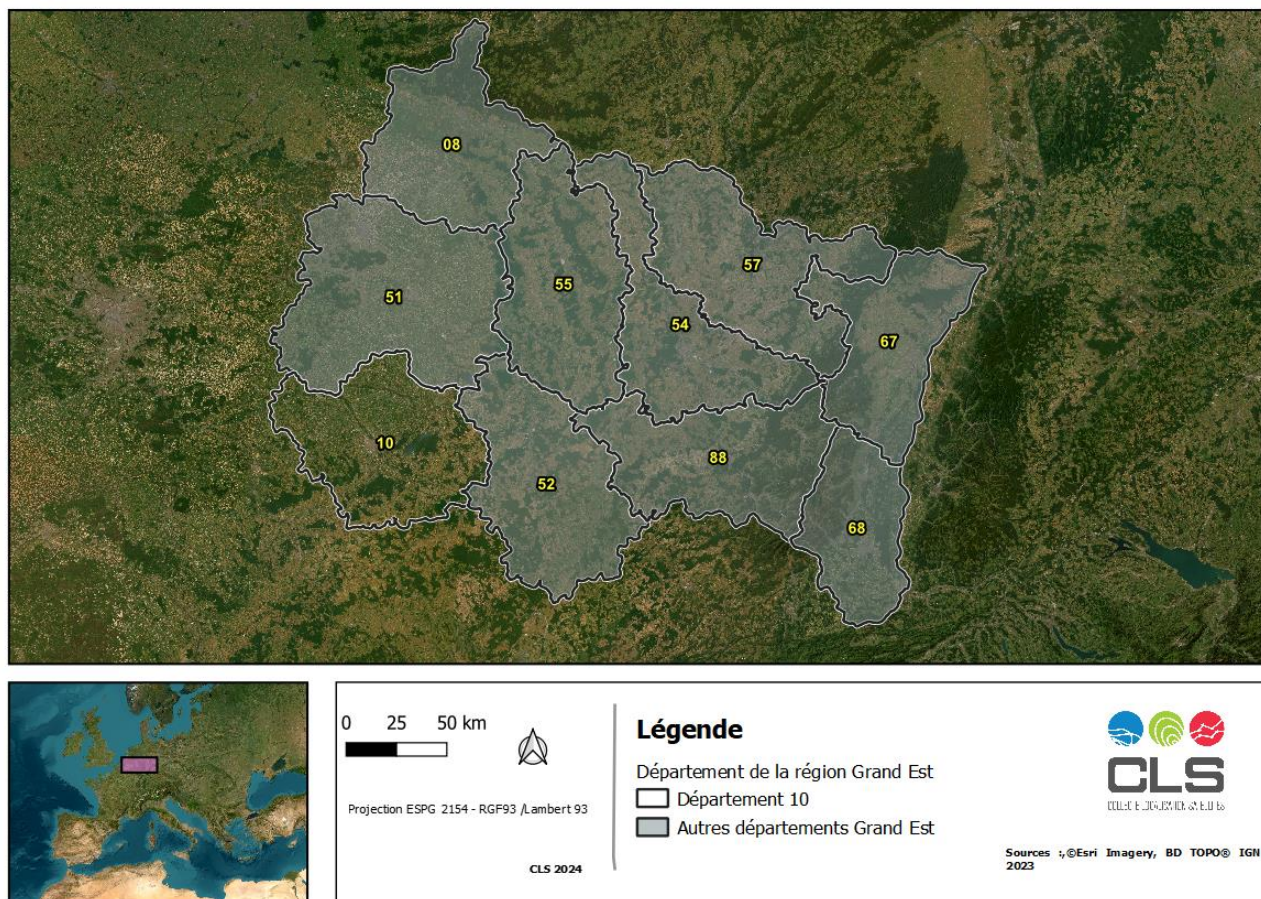 08
57
55
51
54
67
10
88
52
68
0 25 50 km
Projection ESPG 2154 - RGF93 /Lambert 93
CLS 2024
Légende
Département de la région Grand Est
Département 10
Autres départements Grand Est
CLS
Sources :,©Esri Imagery, BD TOPO® IGN
2023